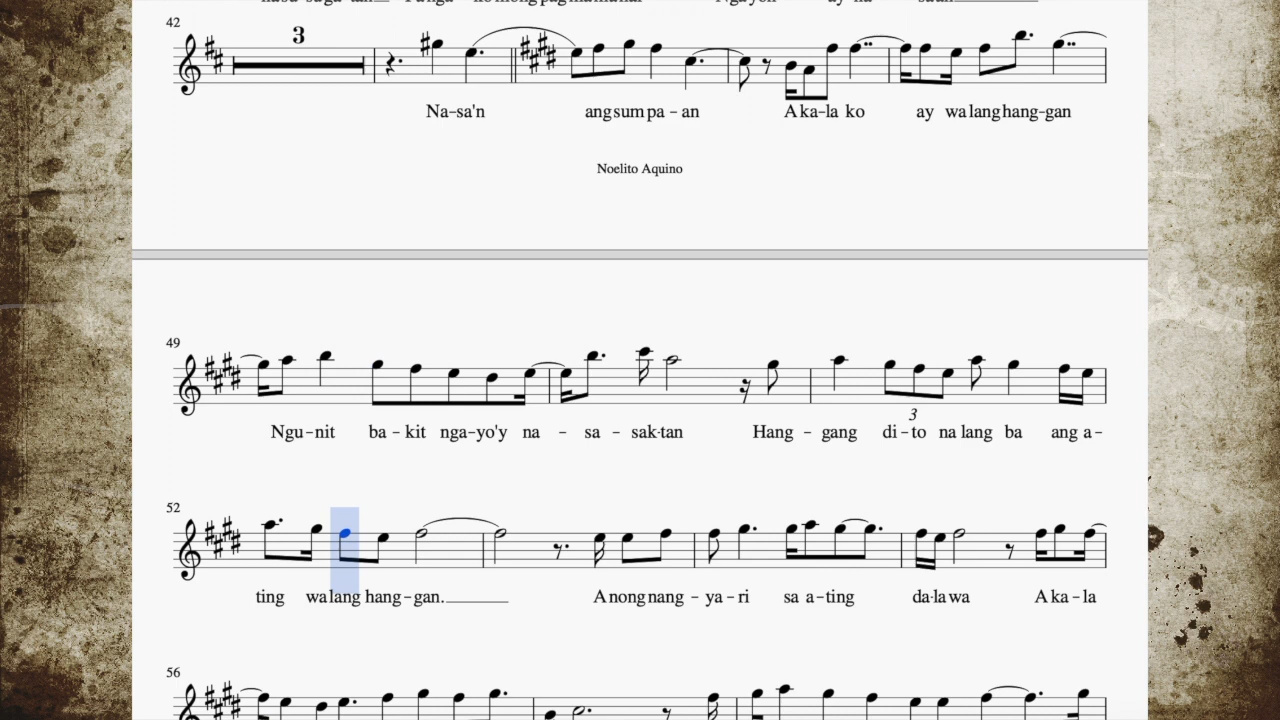 42
3
Na-sa'n ang sum pa - an A ka-la ko ay wa lang hang-gan
Noelito Aquino
49
3
Ngu-nit ba - kit nga-yo'y na - sa - sak-tan Hang - gang di-to na lang ba ang a-
52
ting wa lang hang-gan. A nong nang - ya-ri sa a-ting da-la wa A ka-la
56